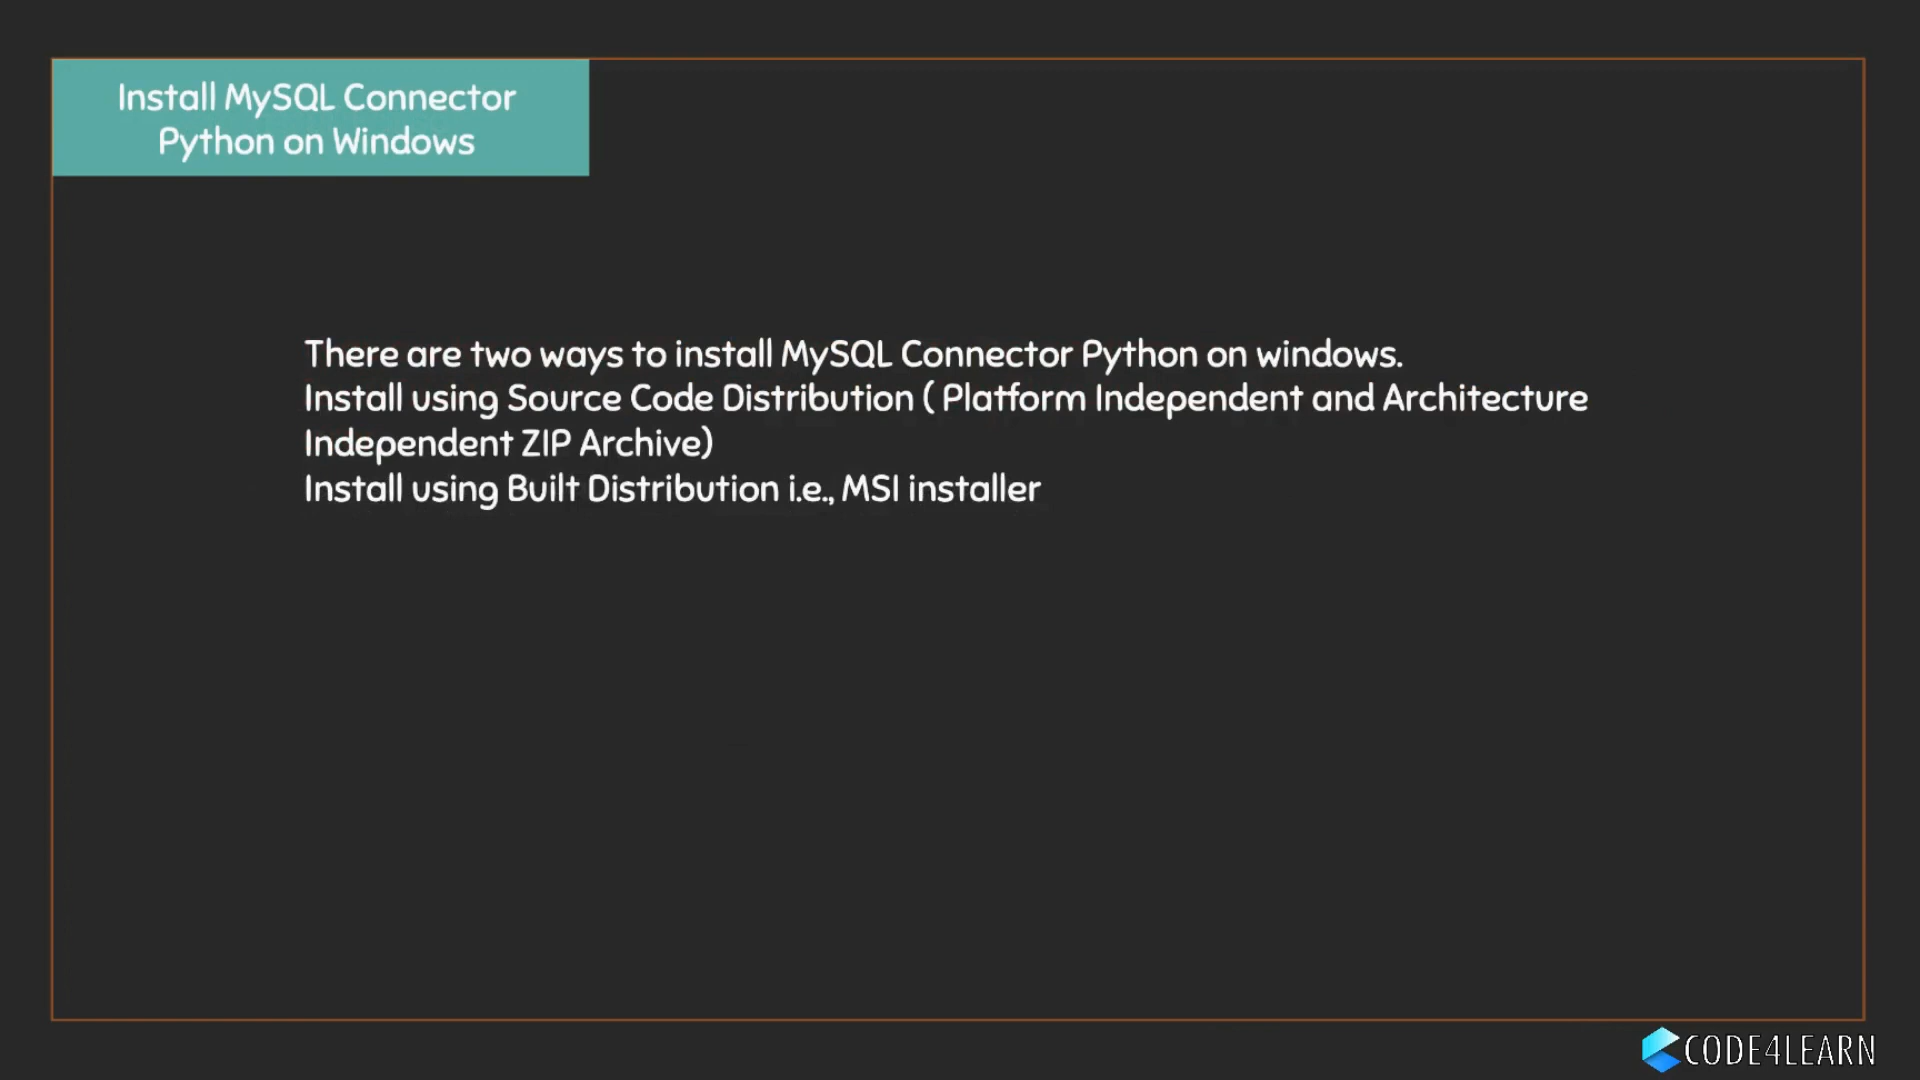 Install MySQL Connector
Python on Windows
There are two ways to install MySQL Connector Python on windows.
Install using Source Code Distribution ( Platform Independent and Architecture
Independent ZIP Archive)
Install using Built Distribution i.e., MSI installer
CODE4LEARN